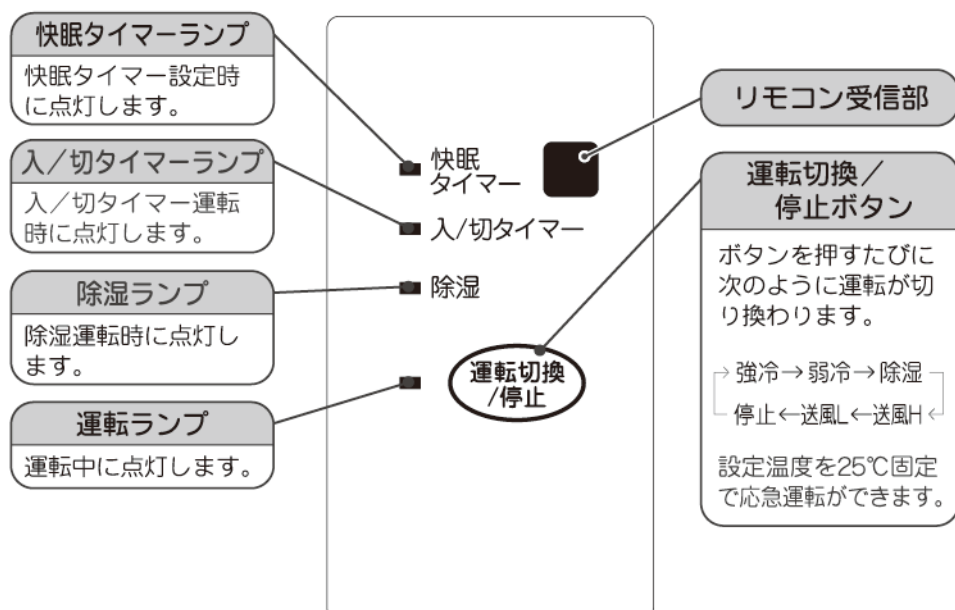 快眠タイマーランプ
快眠タイマー設定時
に点灯します。
入／切タイマーランプ
入／切タイマー運転
時に点灯します。
除湿ランプ
除湿運転時に点灯し
ます。
運転ランプ
運転中に点灯します。
快眠
タイマー
入/切タイマー
除湿
運転切換
/停止
リモコン受信部
運転切換／
停止ボタン
ボタンを押すたびに
次のように運転が切
り換わります。
→強冷→弱冷→除湿
停止←送風L←送風H←
設定温度を25℃固定
で応急運転ができます。